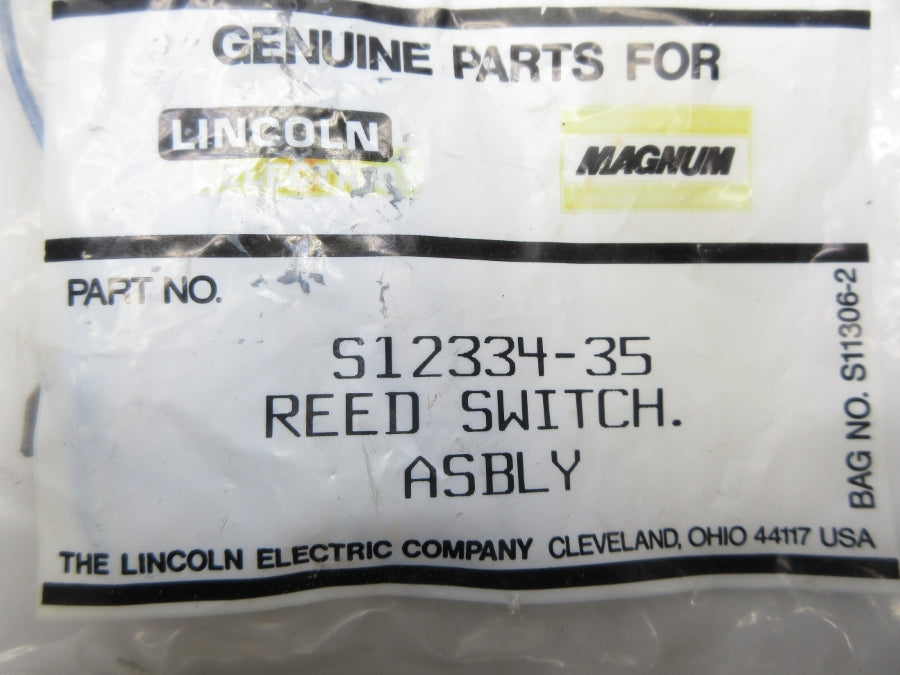 GENUINE PARTS FOR
LINCOLN
ELECTRIC
MAGNUM
PART NO.
S12334-35
REED SWITCH.
ASBLY
BAG NO. S11306-2
THE LINCOLN ELECTRIC COMPANY CLEVELAND, OHIO 44117 USA